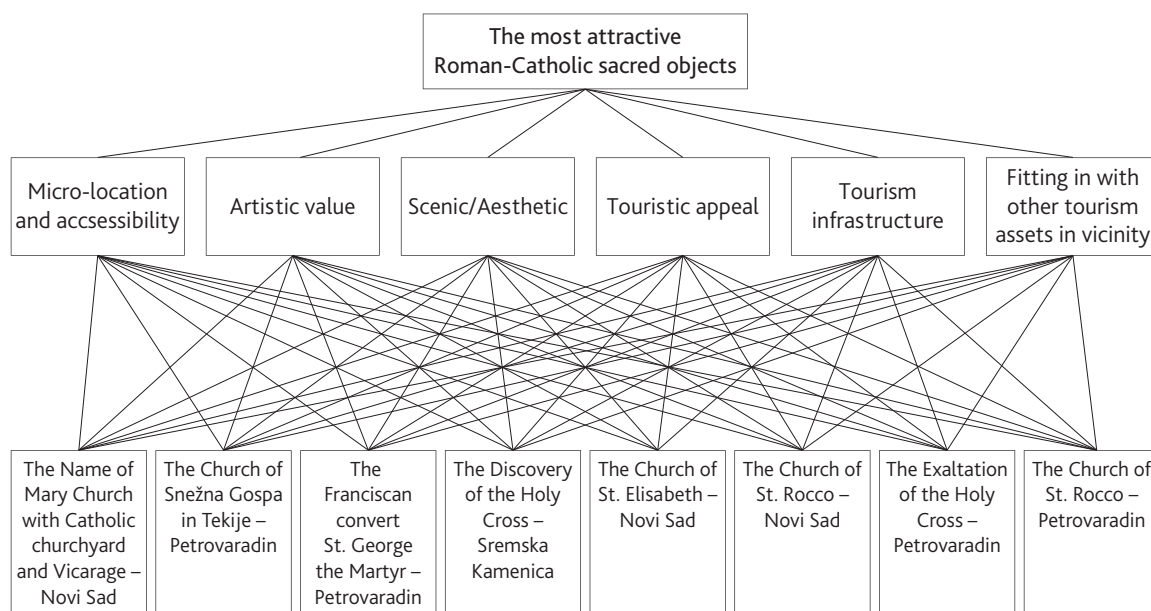 The most attractive
Roman-Catholic sacred objects
Micro-location
and accsessibility
Artistic value
Scenic/Aesthetic
Touristic appeal
Tourism
infrastructure
Fitting in with
other tourism
assets in vicinity
The Name of
Mary Church
with Catholic
churchyard
and Vicarage –
Novi Sad
The Church of
Snežna Gospa
in Tekije –
Petrovaradin
The
Franciscan
convert
St. George
the Martyr –
Petrovaradin
The Discovery
of the Holy
Cross –
Sremska
Kamenica
The Church of
St. Elisabeth –
Novi Sad
The Church of
St. Rocco –
Novi Sad
The Exaltation
of the Holy
Cross –
Petrovaradin
The Church of
St. Rocco –
Petrovaradin